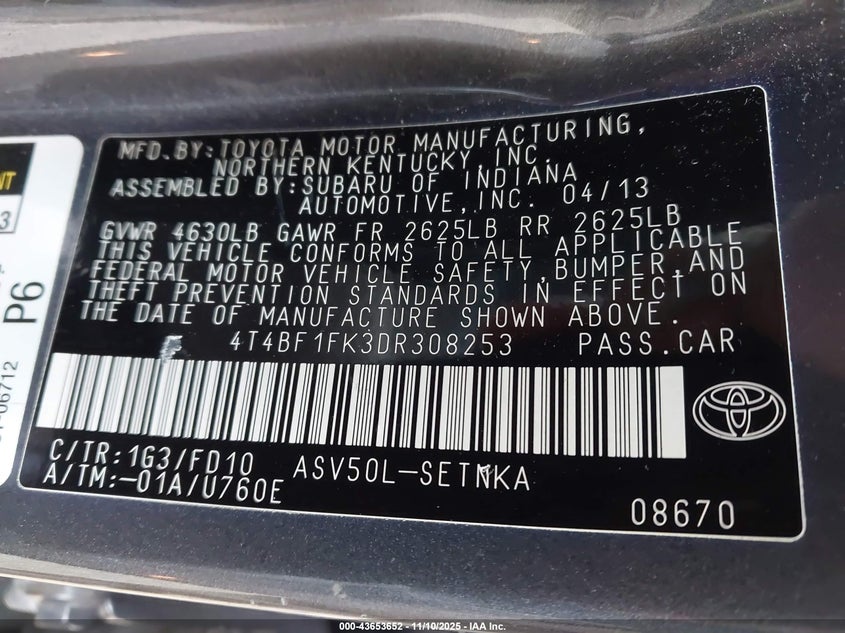 MFD.BY:TOYOTA MOTOR MANUFACTURING,
NORTHERN KENTUCKY, INC.
ASSEMBLED BY:SUBARU OF INDIANA
AUTOMOTIVE,INC. 04/13
GVWR 4630LB GAWR FR 2625LB RR 2625LB
THIS VEHICLE CONFORMS TO ALL APPLICABLE
FEDERAL MOTOR VEHICLE SAFETY,BUMPER,AND
THEFT PREVENTION STANDARDS IN EFFECT ON
THE DATE OF MANUFACTURE SHOWN ABOVE.
4T4BF1FK3DR308253 PASS.CAR
C/TR:1G3/FD10 ASV50L-SETNKA
A/TM:-01A/U760E
08670
P6
000-43653652 - 11/10/2025 - IAA Inc.